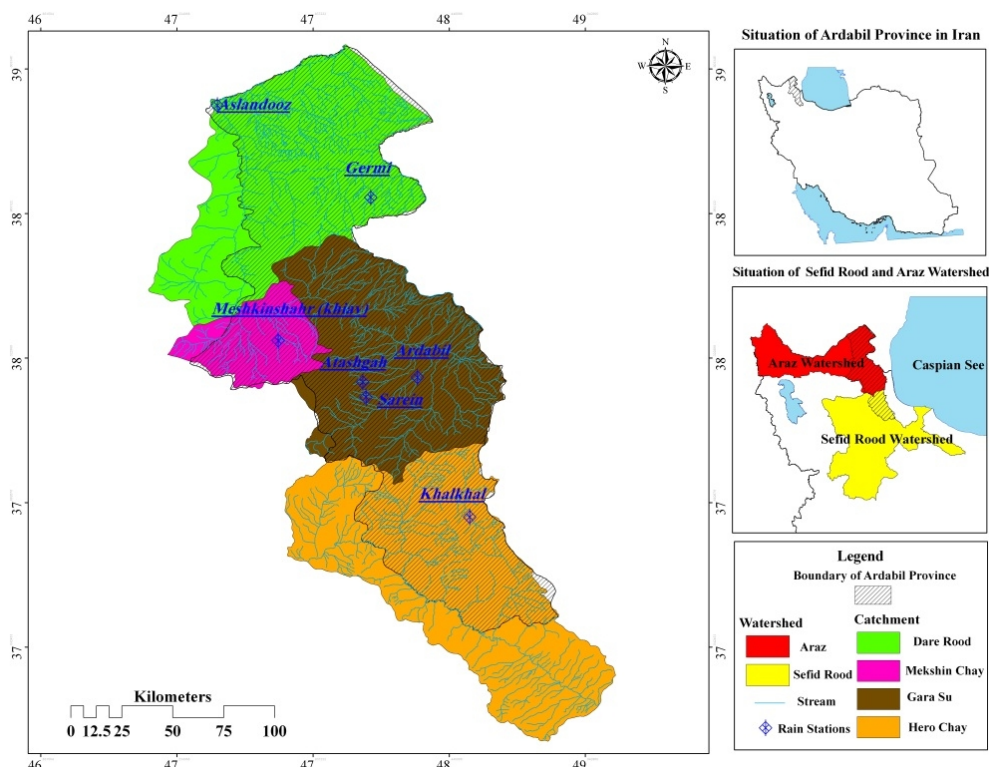 46 47 47 48 49
39
38
38
37
37
46 47 47 48 49
39
38
38
37
37
N
W E
S
Aslandooz
Germi
Meshkinshahr (khiav)
Atashgah
Ardabil
Sarein
Khalkhal
Kilometers
0 12.5 25 50 75 100
Situation of Ardabil Province in Iran
Situation of Sefid Rood and Araz Watershed
Araz Watershed
Caspian See
Sefid Rood Watershed
Legend
Boundary of Ardabil Province
Watershed
Araz
Sefid Rood
Stream
Rain Stations
Catchment
Dare Rood
Mekshin Chay
Gara Su
Hero Chay